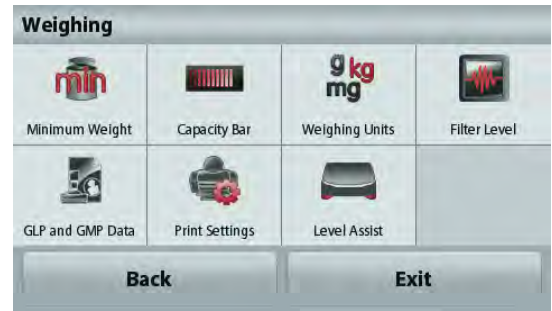 Weighing
min
g kg
mg
Minimum Weight Capacity Bar Weighing Units Filter Level
GLP and GMP Data Print Settings Level Assist
Back Exit